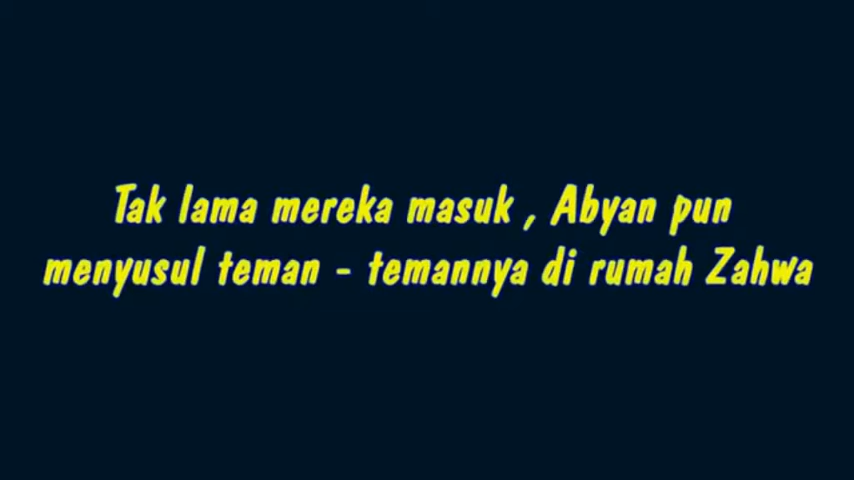 Tak lama mereka masuk , Abyan pun
menyusul teman - temannya di rumah Zahwa